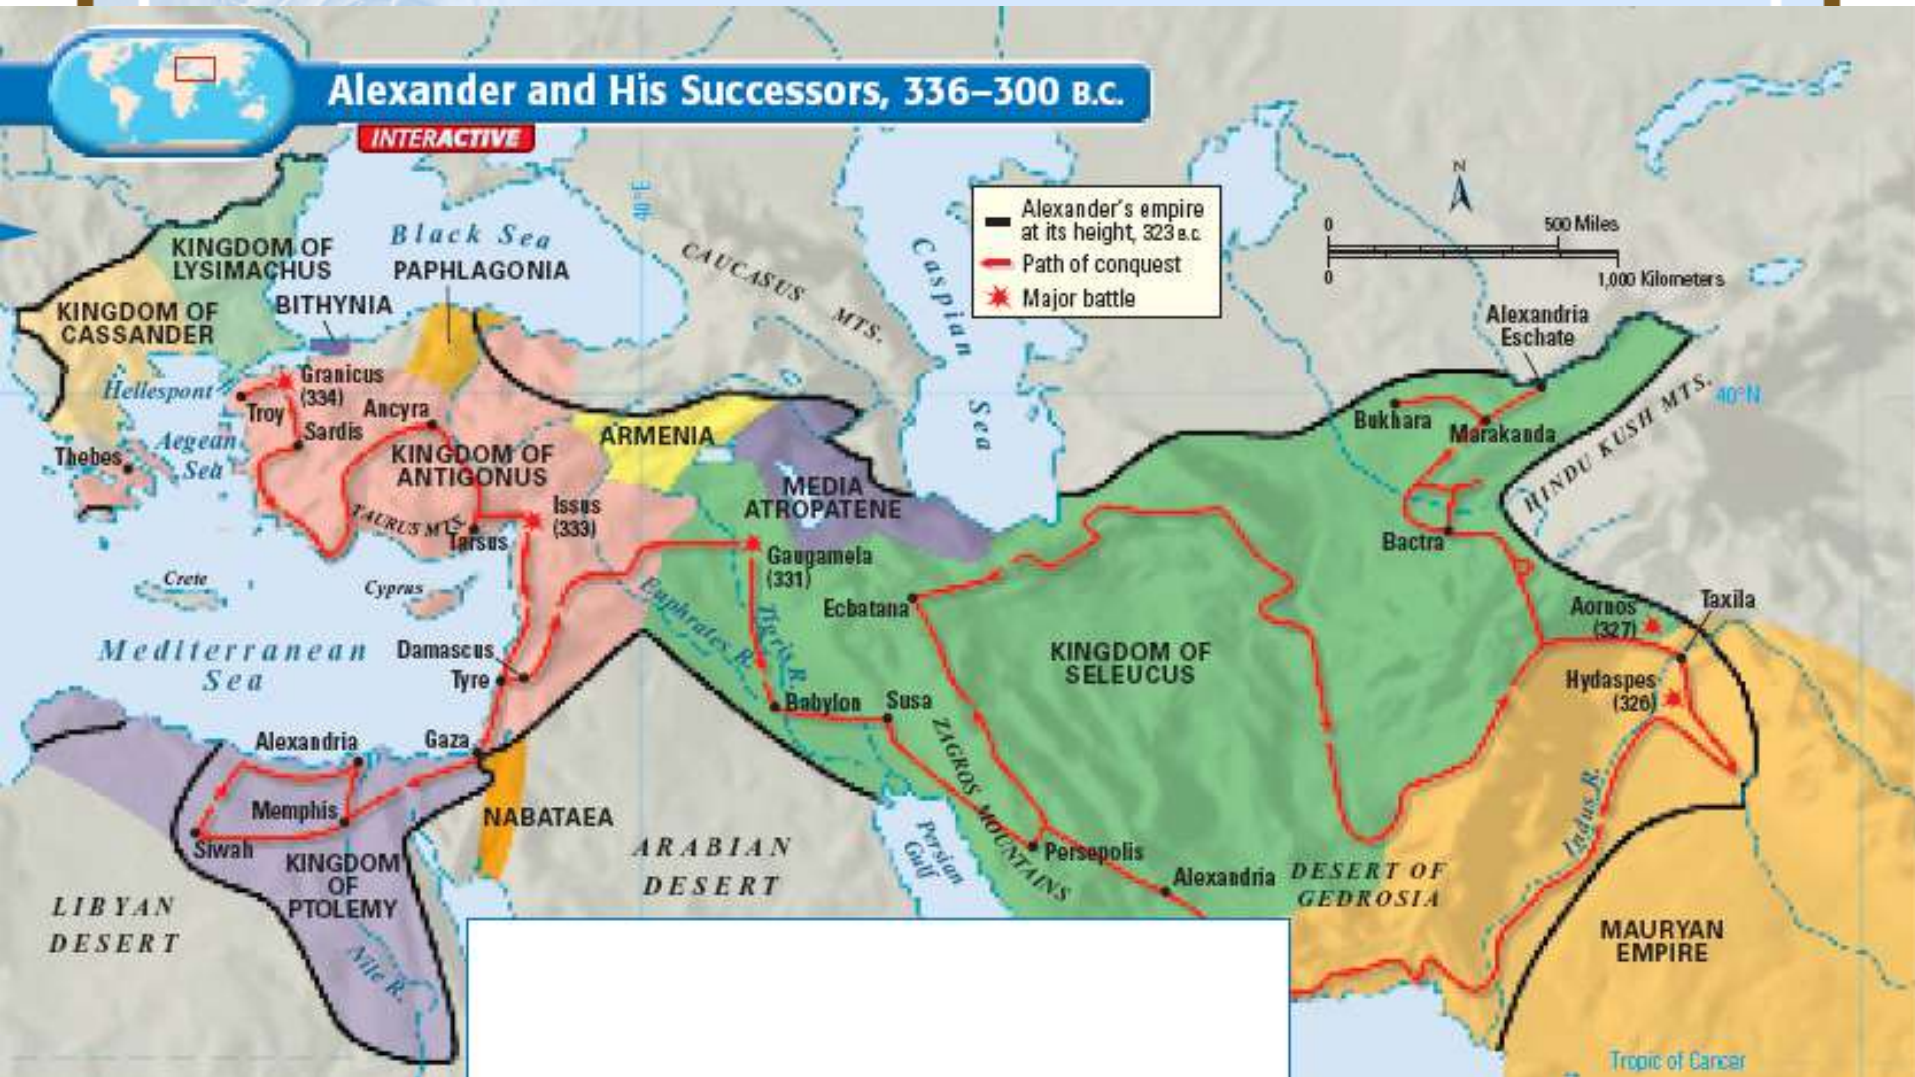 Alexander and His Successors, 336–300 B.C.
INTERACTIVE
40°E
Alexander's empire
at its height, 323 B.C.
Path of conquest
Major battle
N
0
500 Miles
0
1,000 Kilometers
Black Sea
Caspian Sea
CAUCASUS MTS.
KINGDOM OF
LYSIMACHUS
PAPHLAGONIA
BITHYNIA
KINGDOM OF
CASSANDER
Hellespont
Granicus
(334)
Troy
Ancyra
Sardis
Aegean
Sea
Thebes
KINGDOM OF
ANTIGONUS
ARMENIA
MEDIA
ATROPATENE
Issus
(333)
TAURUS MTS.
Tarsus
Crete
Cyprus
Mediterranean
Sea
Damascus
Tyre
Gaugamela
(331)
Ecbatana
Euphrates R.
Tigris R.
Babylon
Susa
KINGDOM OF
SELEUCUS
ZAGROS MOUNTAINS
Persepolis
Alexandria
Persian
Gulf
Alexandria
Eschate
Bukhara
Marakanda
40°N
HINDU KUSH MTS.
Bactra
Aornos
(327)
Taxila
Hydaspes
(326)
Indus R.
DESERT OF
GEDROSIA
MAURYAN
EMPIRE
Tropic of Cancer
Alexandria
Gaza
Memphis
Siwah
KINGDOM
OF
PTOLEMY
NABATAEA
ARABIAN
DESERT
LIBYAN
DESERT
Nile R.